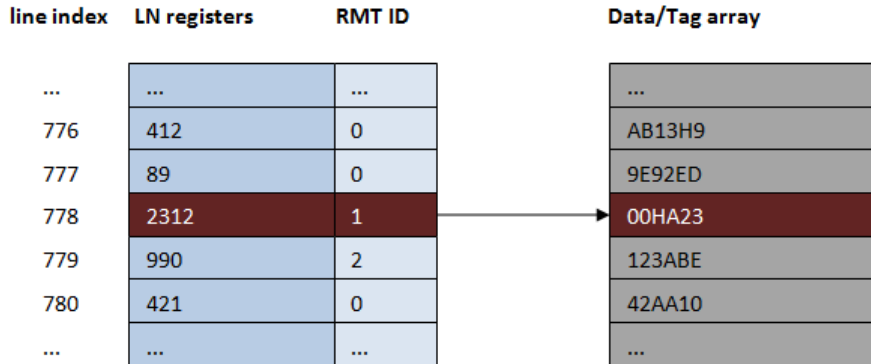 line index LN registers RMT ID Data/Tag array
... ... ... ...
776 412 0 AB13H9
777 89 0 9E92ED
778 2312 1 00HA23
779 990 2 123ABE
780 421 0 42AA10
... ... ... ...